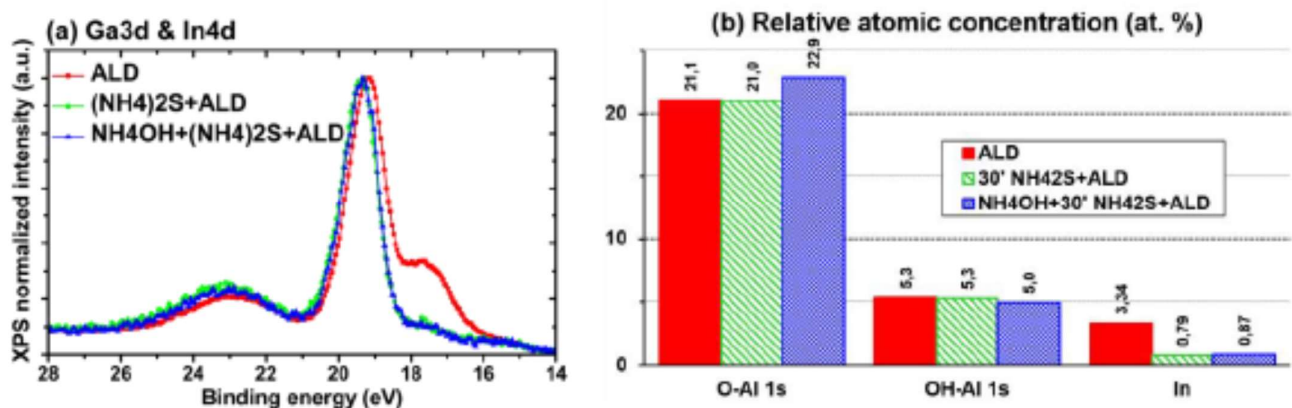 (a) Ga3d & In4d
XPS normalized intensity (a.u.)
ALD
(NH4)2S+ALD
NH4OH+(NH4)2S+ALD
28 26 24 22 20 18 16 14
Binding energy (eV)
(b) Relative atomic concentration (at. %)
20
10
0
21,1
21,0
22,9
5,3
5,3
5,0
3,34
0,79
0,87
ALD
30' NH42S+ALD
NH4OH+30' NH42S+ALD
O-Al 1s
OH-Al 1s
In